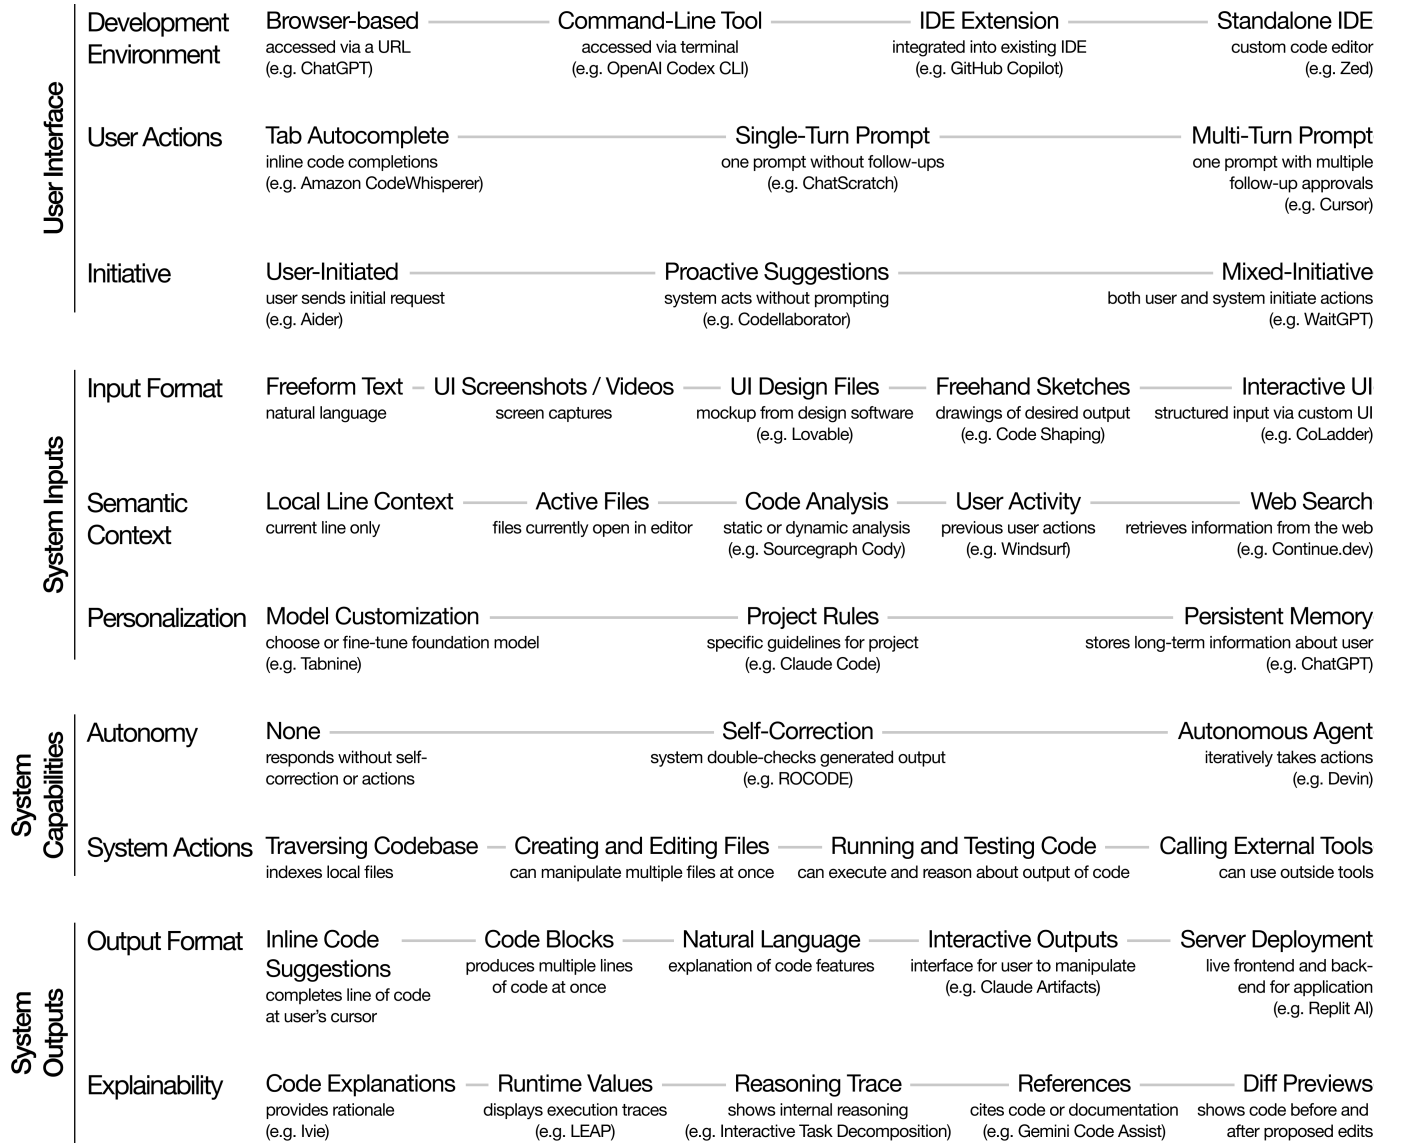 User Interface
Development Environment
Browser-based
accessed via a URL
(e.g. ChatGPT)
Command-Line Tool
accessed via terminal
(e.g. OpenAI Codex CLI)
IDE Extension
integrated into existing IDE
(e.g. GitHub Copilot)
Standalone IDE
custom code editor
(e.g. Zed)
User Actions
Tab Autocomplete
inline code completions
(e.g. Amazon CodeWhisperer)
Single-Turn Prompt
one prompt without follow-ups
(e.g. ChatScratch)
Multi-Turn Prompt
one prompt with multiple
follow-up approvals
(e.g. Cursor)
Initiative
User-Initiated
user sends initial request
(e.g. Aider)
Proactive Suggestions
system acts without prompting
(e.g. Codellaborator)
Mixed-Initiative
both user and system initiate actions
(e.g. WaitGPT)
System Inputs
Input Format
Freeform Text
natural language
UI Screenshots / Videos
screen captures
UI Design Files
mockup from design software
(e.g. Lovable)
Freehand Sketches
drawings of desired output
(e.g. Code Shaping)
Interactive UI
structured input via custom UI
(e.g. CoLadder)
Semantic
Context
Local Line Context
current line only
Active Files
files currently open in editor
Code Analysis
static or dynamic analysis
(e.g. Sourcegraph Cody)
User Activity
previous user actions
(e.g. Windsurf)
Web Search
retrieves information from the web
(e.g. Continue.dev)
Personalization
Model Customization
choose or fine-tune foundation model
(e.g. Tabnine)
Project Rules
specific guidelines for project
(e.g. Claude Code)
Persistent Memory
stores long-term information about user
(e.g. ChatGPT)
System
Capabilities
Autonomy
None
responds without self-
correction or actions
Self-Correction
system double-checks generated output
(e.g. ROCODE)
Autonomous Agent
iteratively takes actions
(e.g. Devin)
System Actions
Traversing Codebase
indexes local files
Creating and Editing Files
can manipulate multiple files at once
Running and Testing Code
can execute and reason about output of code
Calling External Tools
can use outside tools
System
Outputs
Output Format
Inline Code
Suggestions
completes line of code
at user's cursor
Code Blocks
produces multiple lines
of code at once
Natural Language
explanation of code features
Interactive Outputs
interface for user to manipulate
(e.g. Claude Artifacts)
Server Deployment
live frontend and back-
end for application
(e.g. Replit AI)
Explainability
Code Explanations
provides rationale
(e.g. Ivie)
Runtime Values
displays execution traces
(e.g. LEAP)
Reasoning Trace
shows internal reasoning
(e.g. Interactive Task Decomposition)
References
cites code or documentation
(e.g. Gemini Code Assist)
Diff Previews
shows code before and
after proposed edits